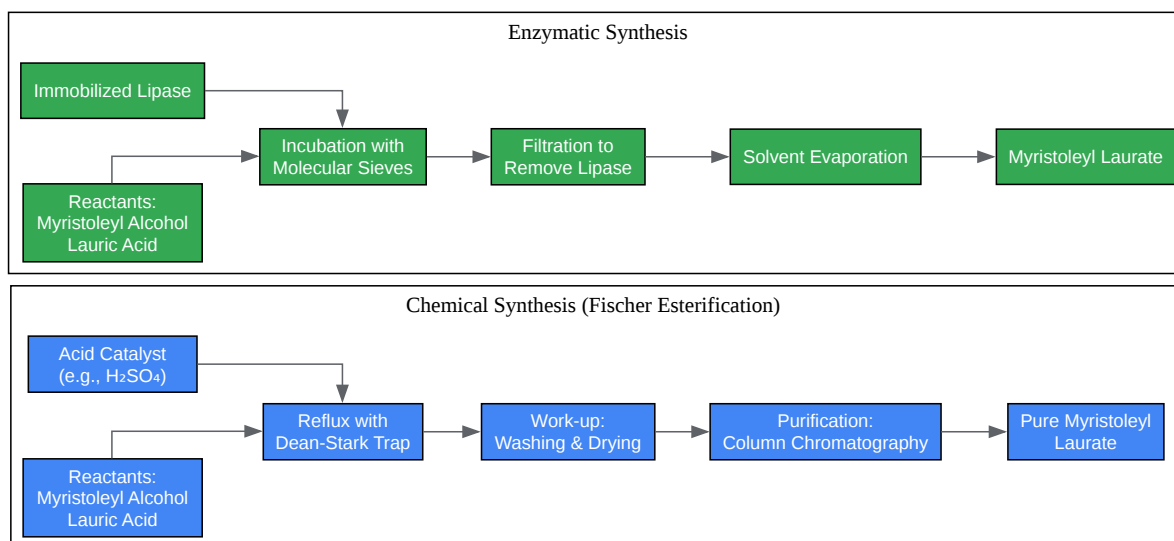 Enzymatic Synthesis
Immobilized Lipase
Incubation with
Molecular Sieves
Filtration to
Remove Lipase
Solvent Evaporation
Myristoleyl Laurate
Reactants:
Myristoleyl Alcohol
Lauric Acid
Chemical Synthesis (Fischer Esterification)
Acid Catalyst
(e.g., H₂SO₄)
Reflux with
Dean-Stark Trap
Work-up:
Washing & Drying
Purification:
Column Chromatography
Pure Myristoleyl
Laurate
Reactants:
Myristoleyl Alcohol
Lauric Acid